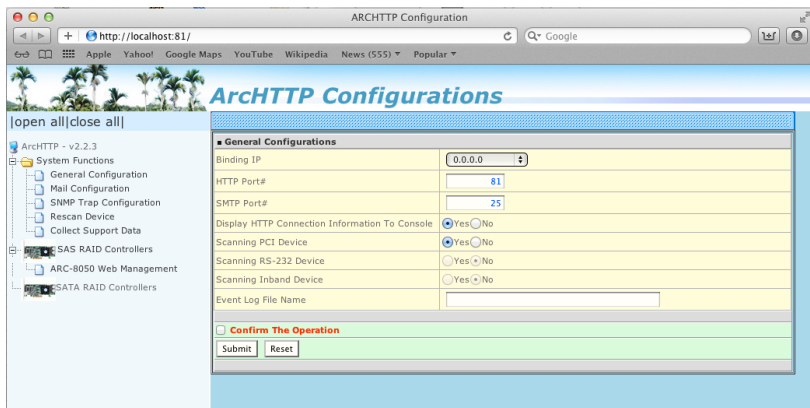 ARCHTTP Configuration
http://localhost:81/
Google
Apple Yahoo! Google Maps YouTube Wikipedia News (555) Popular
ArcHTTP Configurations
|open all|close all|
ArcHTTP - v2.2.3
System Functions
General Configuration
Mail Configuration
SNMP Trap Configuration
Rescan Device
Collect Support Data
SAS RAID Controllers
ARC-8050 Web Management
SATA RAID Controllers
General Configurations
Binding IP 0.0.0.0
HTTP Port# 81
SMTP Port# 25
Display HTTP Connection Information To Console Yes No
Scanning PCI Device Yes No
Scanning RS-232 Device Yes No
Scanning Inband Device Yes No
Event Log File Name
Confirm The Operation
Submit Reset